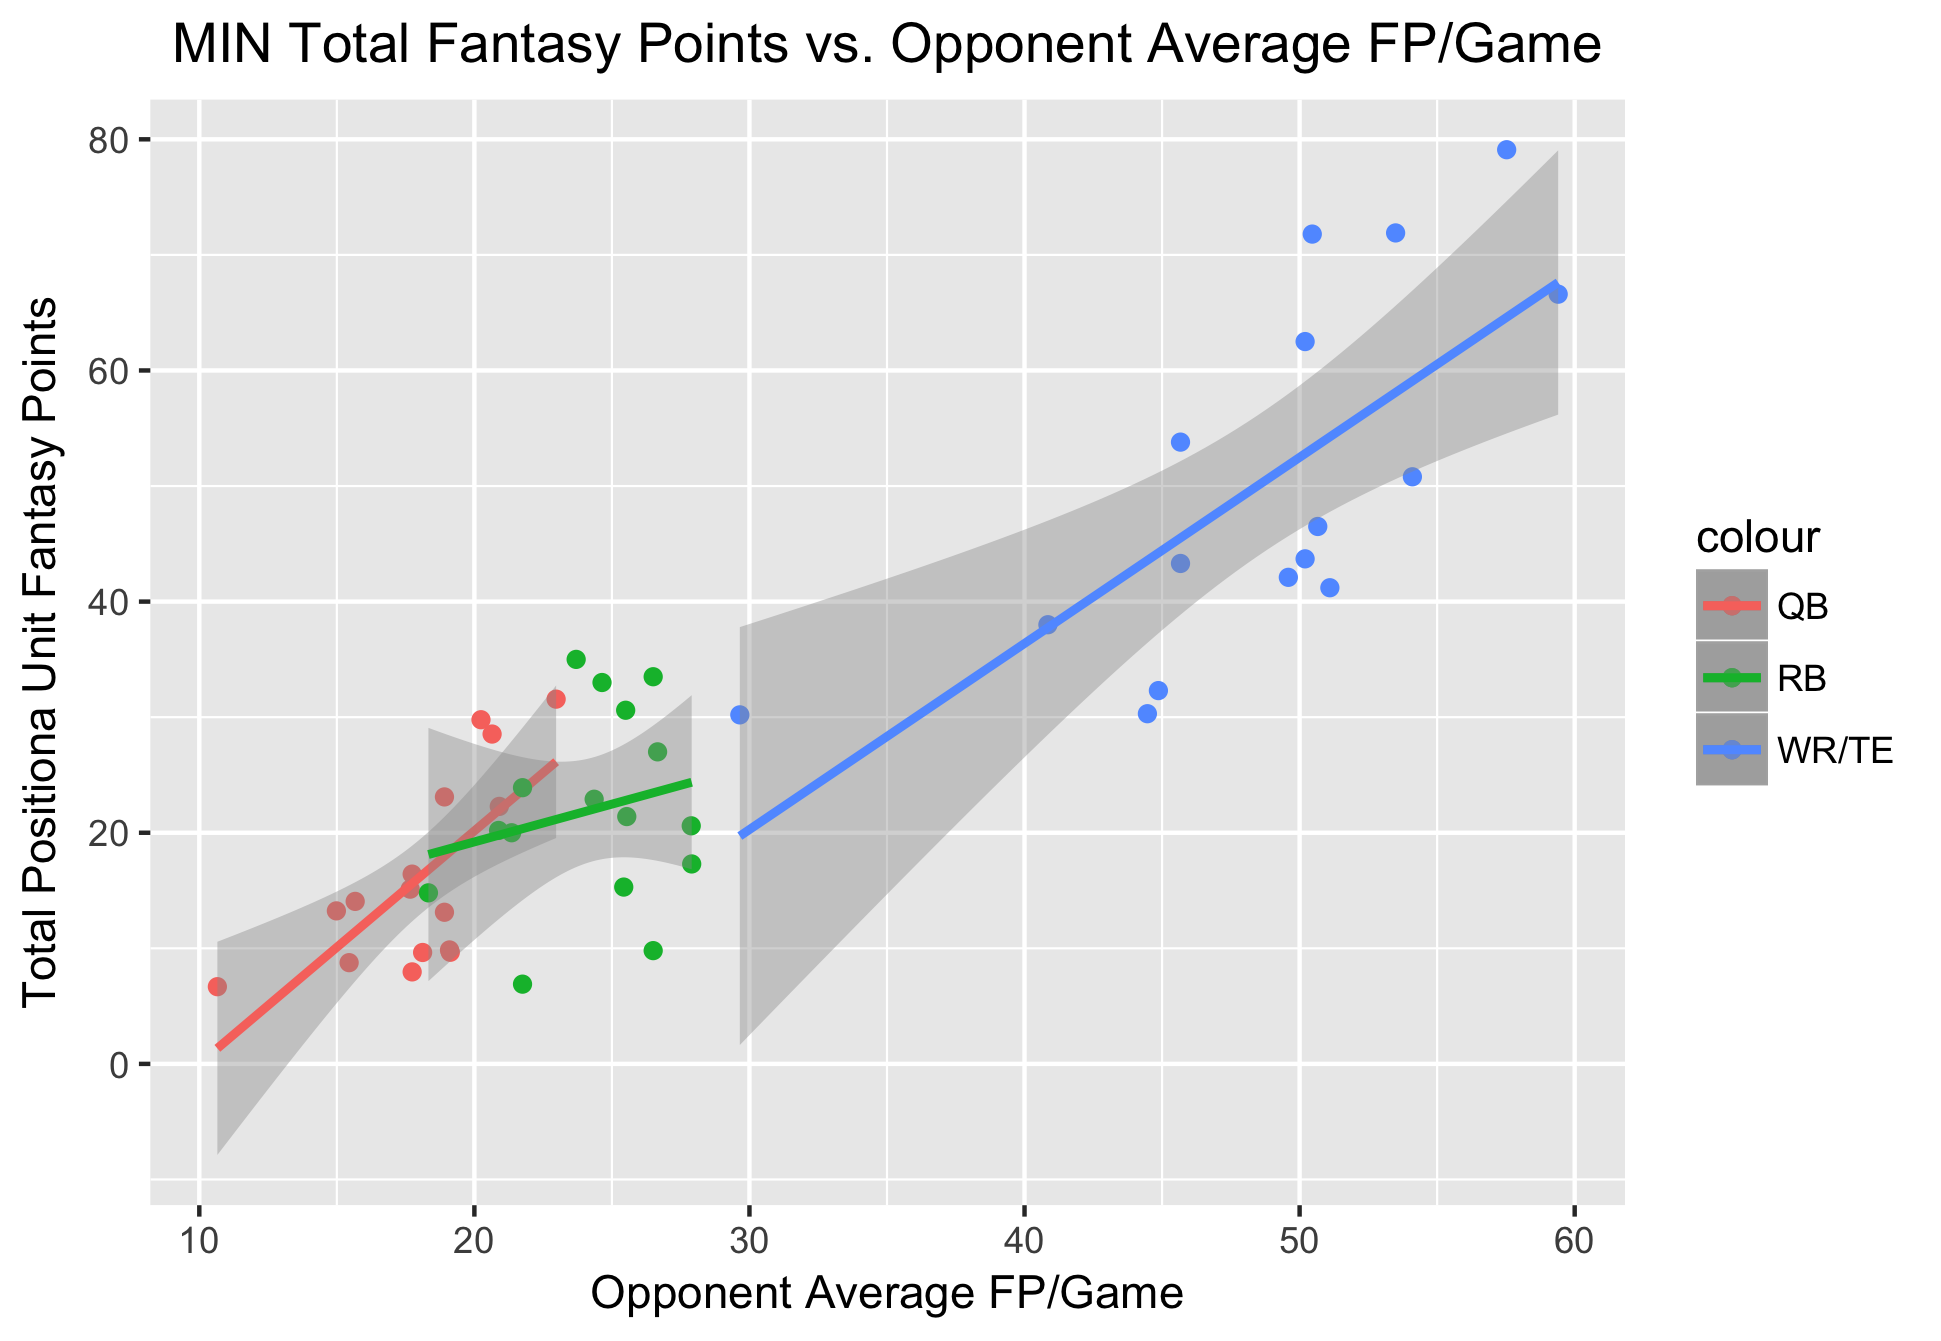 MIN Total Fantasy Points vs. Opponent Average FP/Game
Total Positiona Unit Fantasy Points
80
60
40
20
0
10 20 30 40 50 60
Opponent Average FP/Game
colour
QB
RB
WR/TE